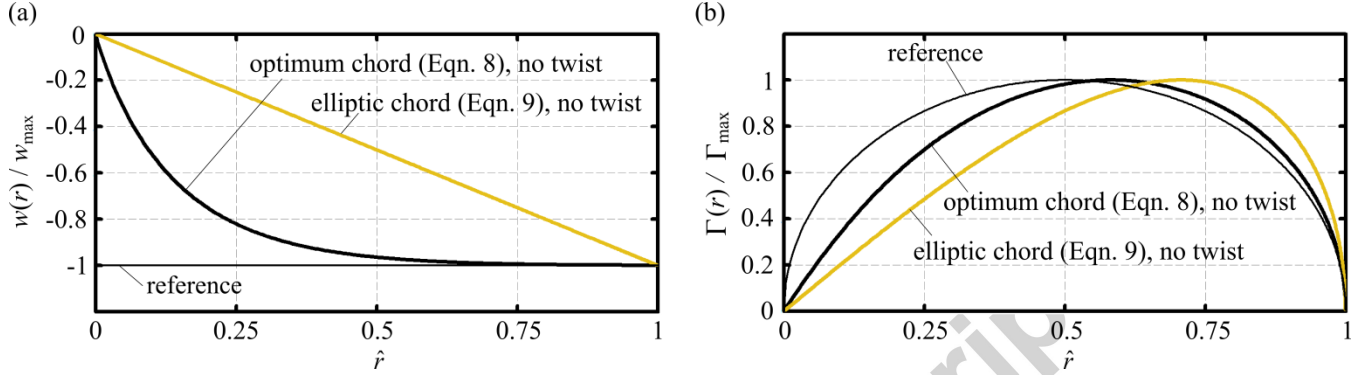 (a)
0
-0.2
-0.4
-0.6
-0.8
-1
w(r) / w_max
optimum chord (Eqn. 8), no twist
elliptic chord (Eqn. 9), no twist
reference
0
0.25
0.5
0.75
1
r̂
(b)
1
0.8
0.6
0.4
0.2
0
Γ(r) / Γ_max
reference
optimum chord (Eqn. 8), no twist
elliptic chord (Eqn. 9), no twist
0
0.25
0.5
0.75
1
r̂